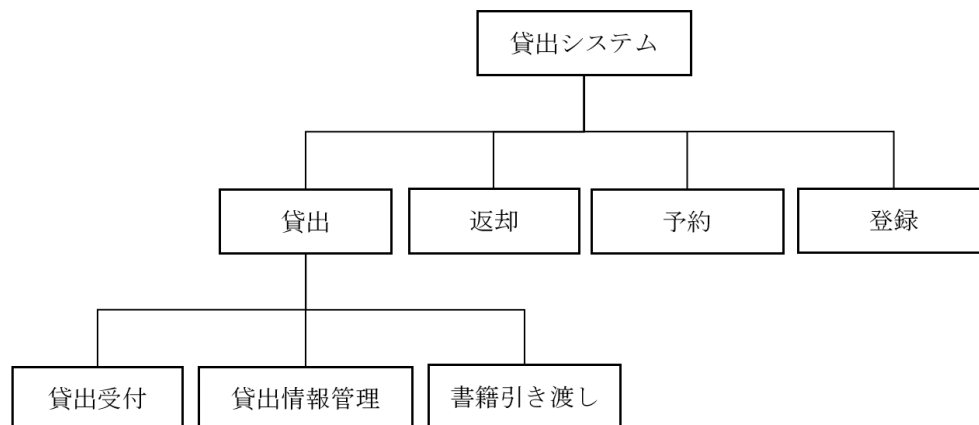 貸出システム
貸出
返却
予約
登録
貸出受付
貸出情報管理
書籍引き渡し